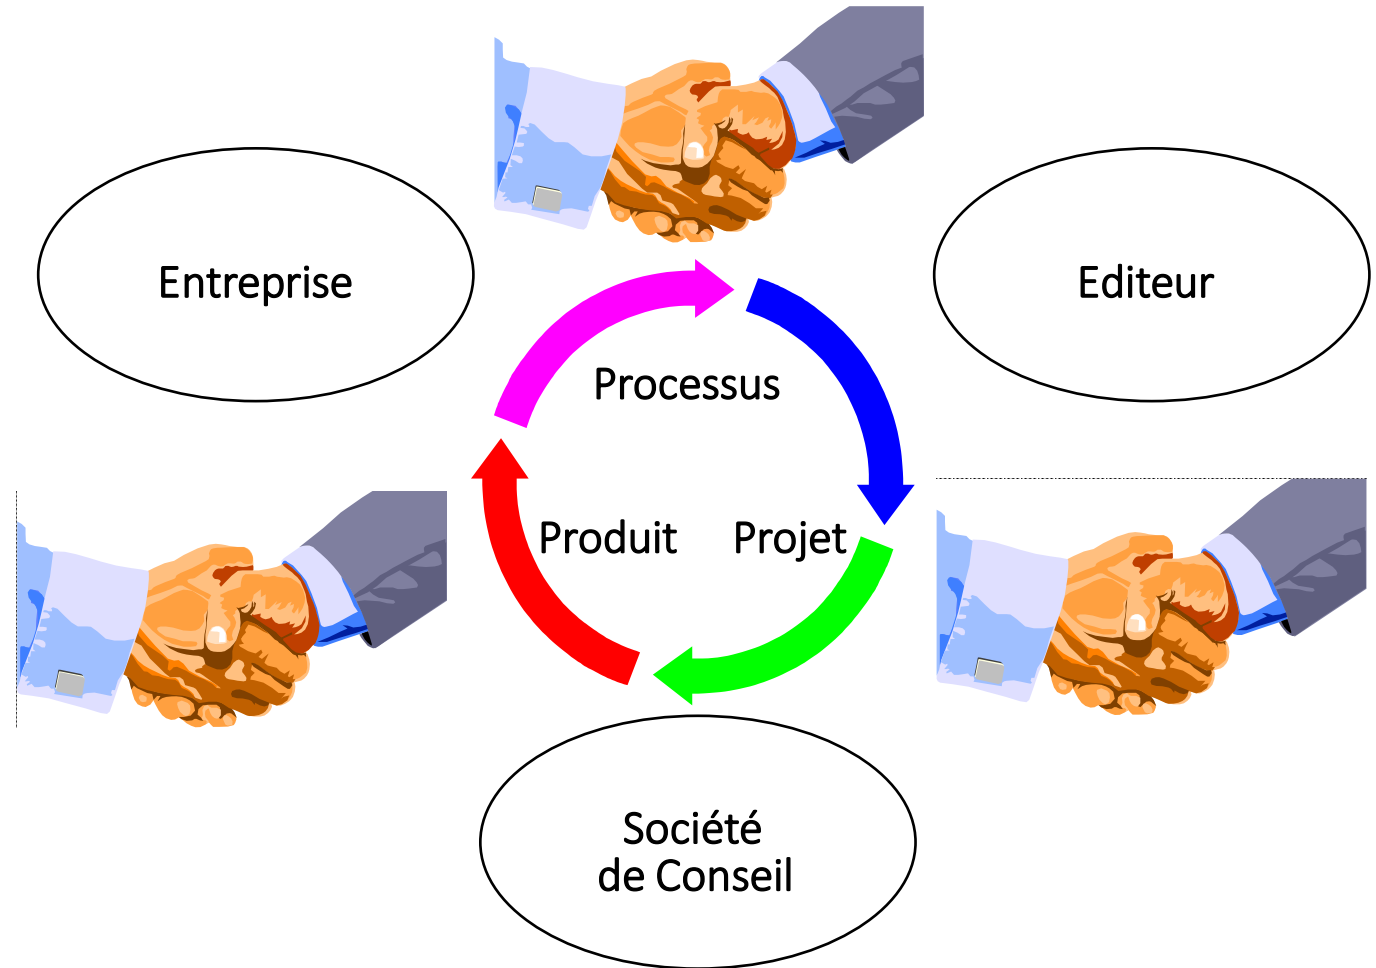 Entreprise
Editeur
Processus
Produit
Projet
Société
de Conseil